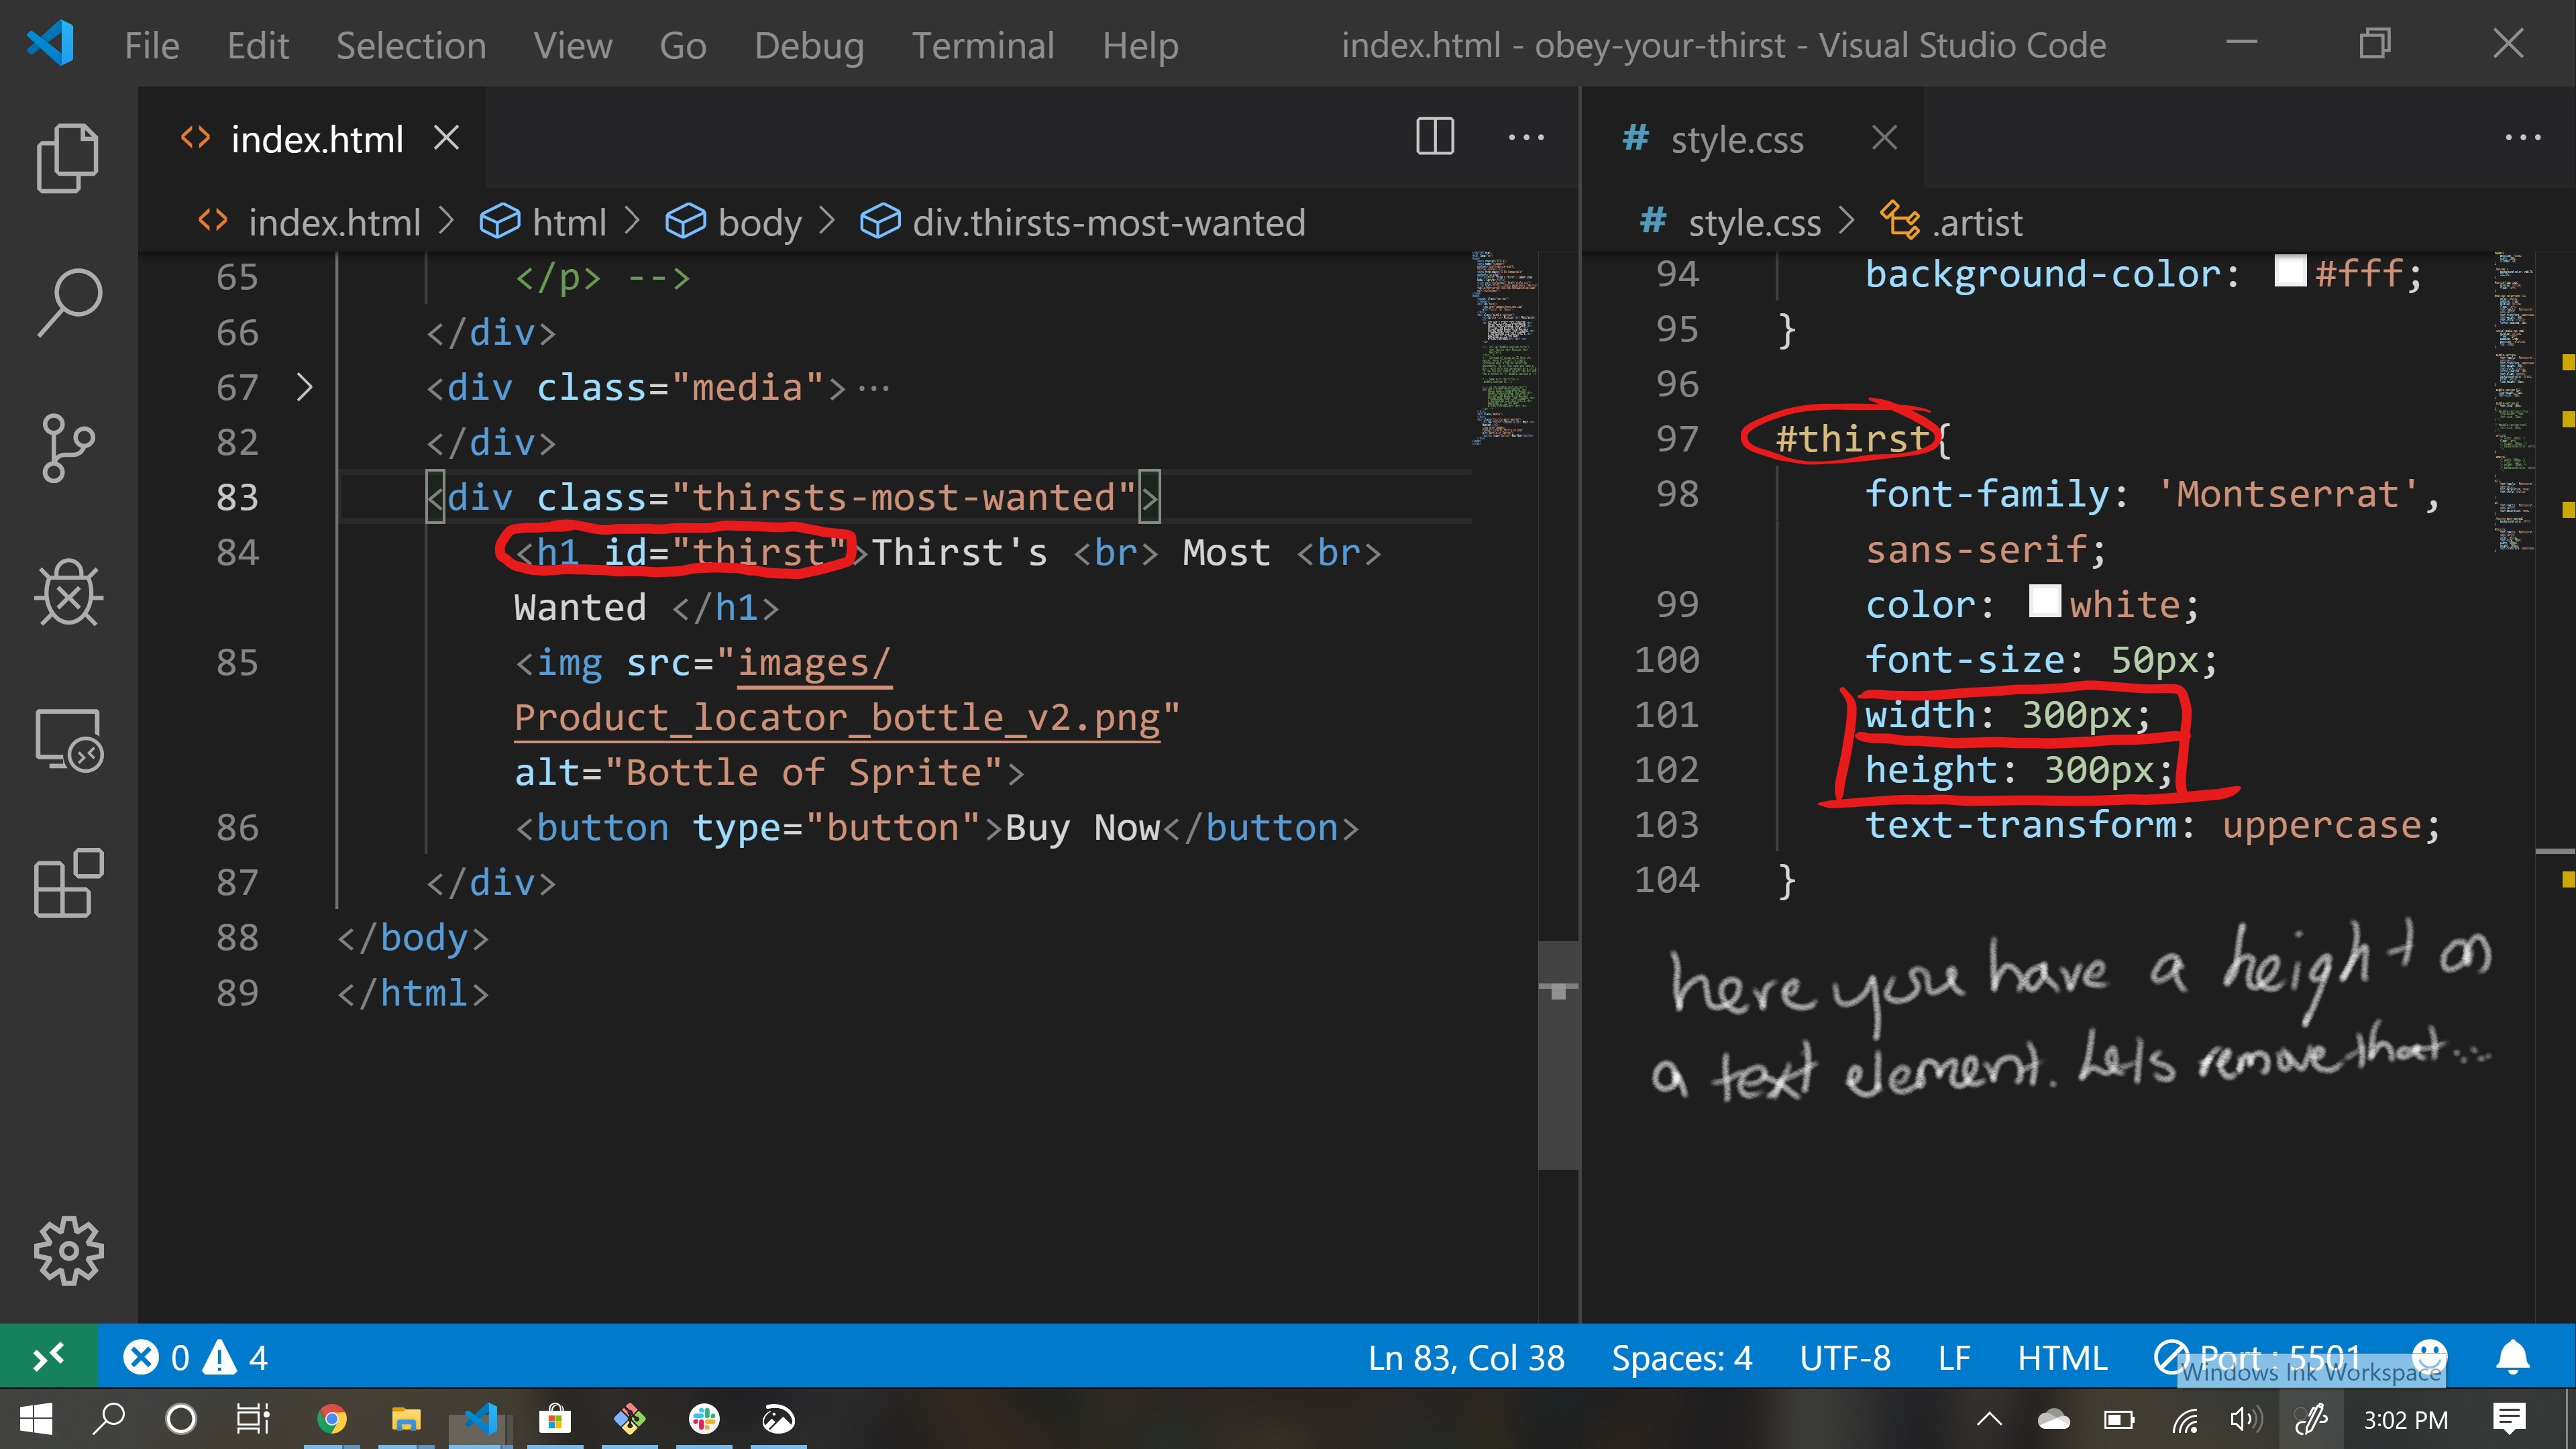 File Edit Selection View Go Debug Terminal Help index.html - obey-your-thirst - Visual Studio Code
index.html
index.html > html > body > div.thirsts-most-wanted
65 </p> -->
66 </div>
67 > <div class="media">...
82 </div>
83 <div class="thirsts-most-wanted">
84 <h1 id="thirst">Thirst's <br> Most <br>
Wanted </h1>
85 <img src="images/
Product_locator_bottle_v2.png"
alt="Bottle of Sprite">
86 <button type="button">Buy Now</button>
87 </div>
88 </body>
89 </html>
# style.css
# style.css > .artist
94 background-color: #fff;
95 }
96
97 #thirst{
98 font-family: 'Montserrat',
sans-serif;
99 color: white;
100 font-size: 50px;
101 width: 300px;
102 height: 300px;
103 text-transform: uppercase;
104 }
here you have a height on
a text element. Lets remove that...
0 4 Ln 83, Col 38 Spaces: 4 UTF-8 LF HTML Port : 5501
Windows Ink Workspace
3:02 PM